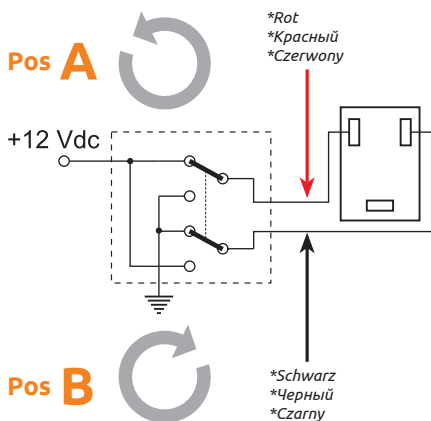 *Rot
*Красный
*Czerwony
Pos A
+12 Vdc
Pos B
*Schwarz
*Черный
*Czarny